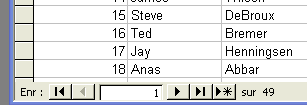 15 Steve DeBroux
16 Ted Bremer
17 Jay Henningsen
18 Anas Abbar
Enr : 1 sur 49